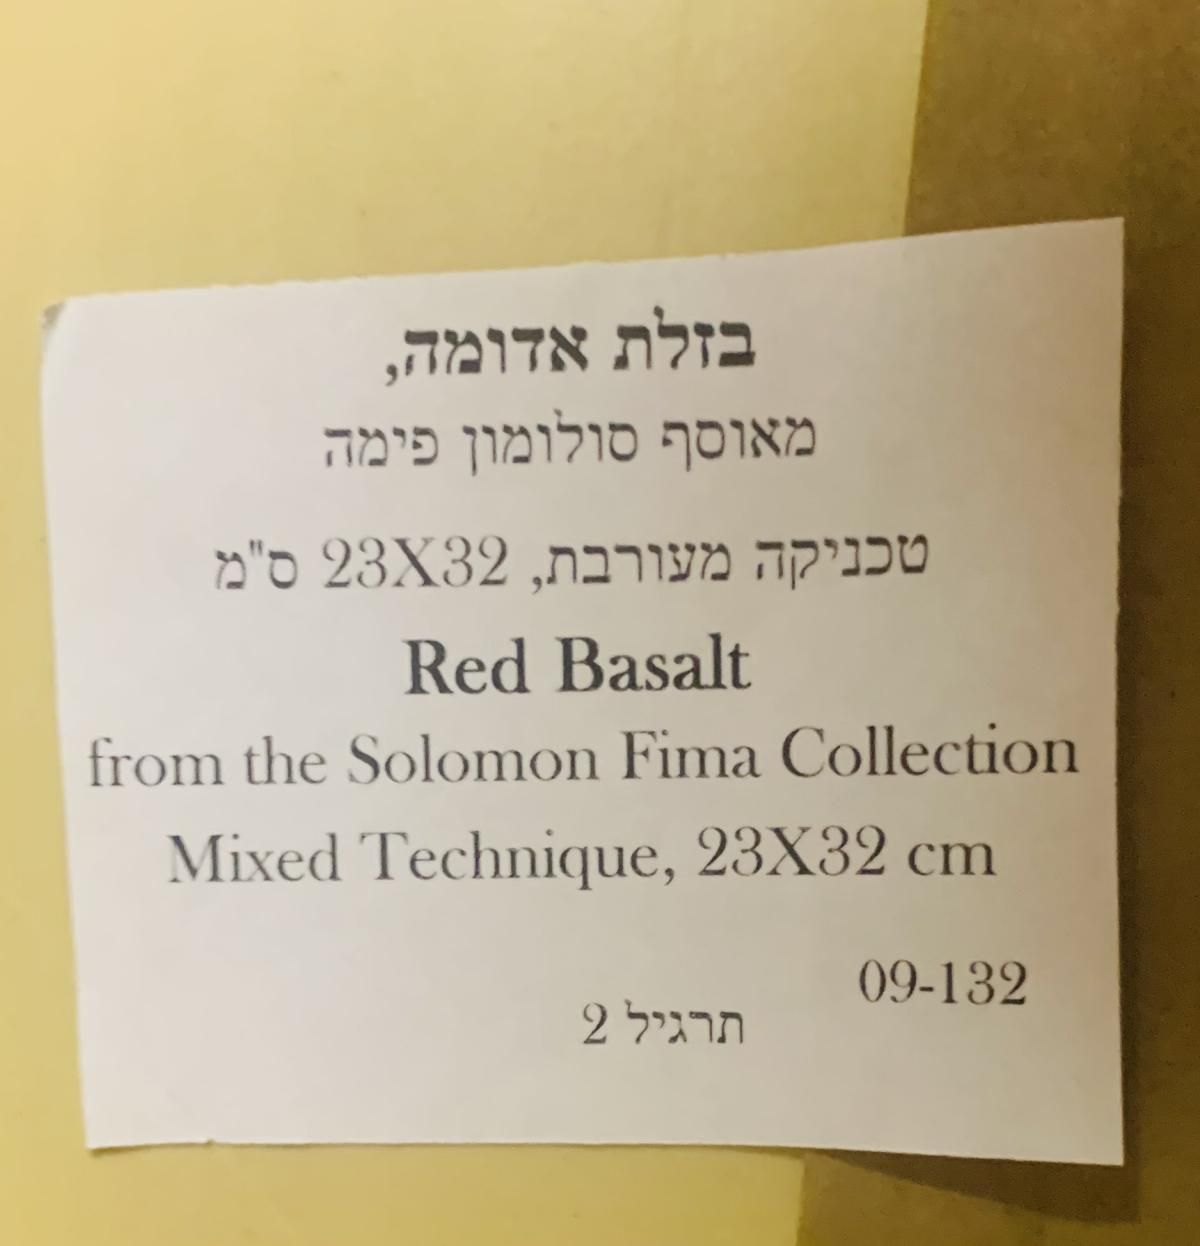 בזלת אדומה,
מאוסף סולומון פימה
טכניקה מעורבת, 23X32 ס"מ
Red Basalt
from the Solomon Fima Collection
Mixed Technique, 23X32 cm
09-132
תרגיל 2